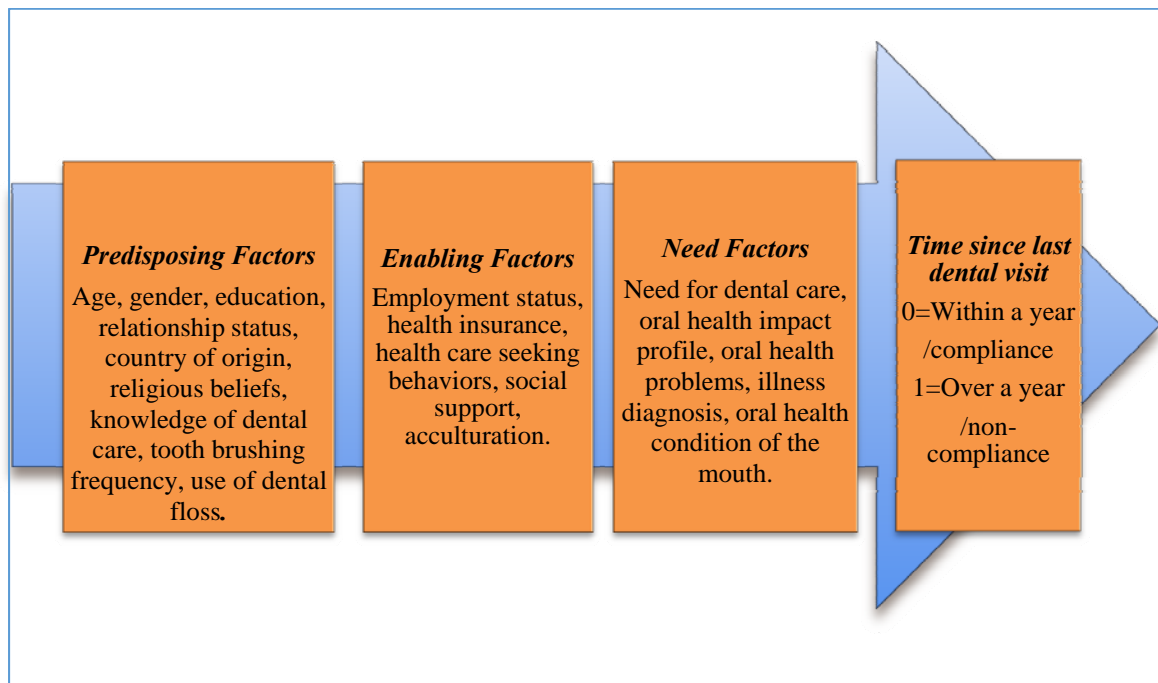 Predisposing Factors
Age, gender, education,
relationship status,
country of origin,
religious beliefs,
knowledge of dental
care, tooth brushing
frequency, use of dental
floss.
Enabling Factors
Employment status,
health insurance,
health care seeking
behaviors, social
support,
acculturation.
Need Factors
Need for dental care,
oral health impact
profile, oral health
problems, illness
diagnosis, oral health
condition of the
mouth.
Time since last
dental visit
0=Within a year
/compliance
1=Over a year
/non-
compliance